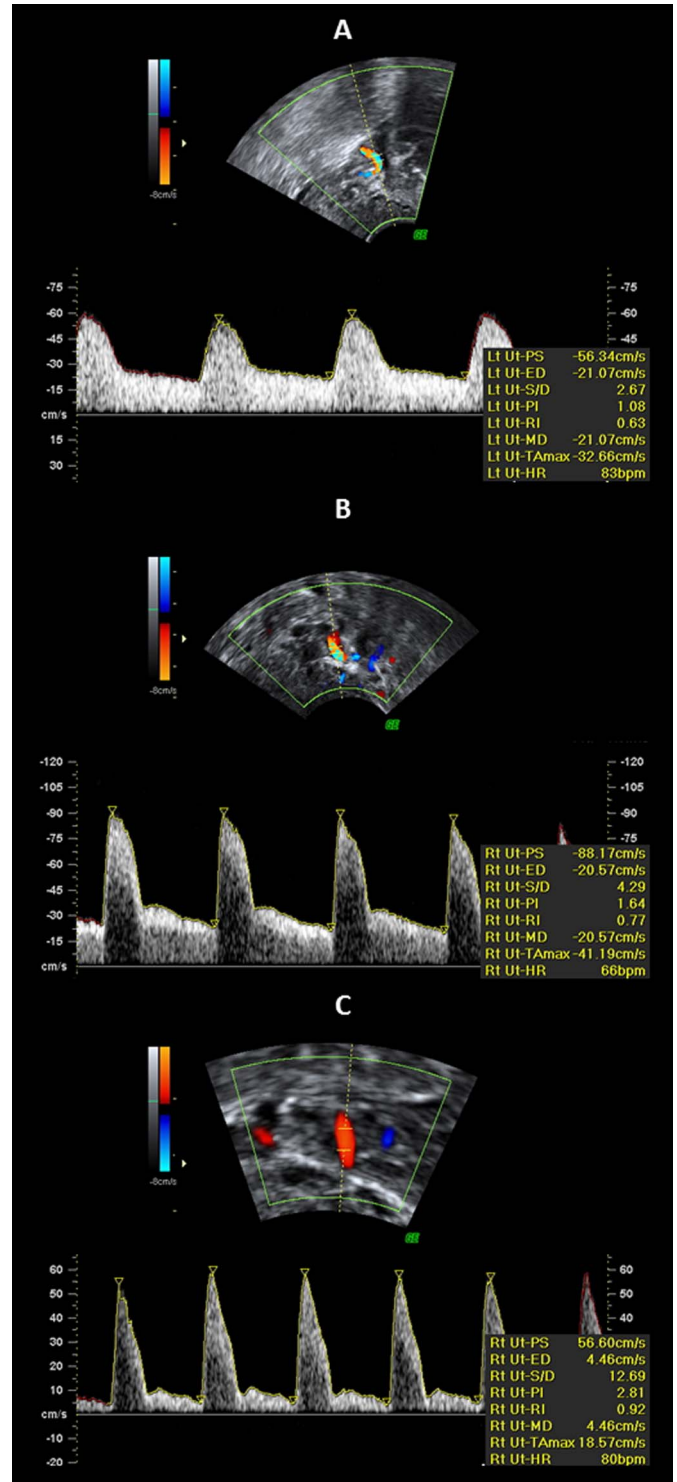 A
-8cm/s
GE
-75 -75
-60 -60
-45 -45
-30 -30
-15
cm/s
15
30
Lt Ut-PS -56.34cm/s
Lt Ut-ED -21.07cm/s
Lt Ut-S/D 2.67
Lt Ut-PI 1.08
Lt Ut-RI 0.63
Lt Ut-MD -21.07cm/s
Lt Ut-TAmax -32.66cm/s
Lt Ut-HR 83bpm
B
-8cm/s
GE
-120 -120
-105 -105
-90 -90
-75 -75
-60
-45
-30
-15
cm/s
Rt Ut-PS -88.17cm/s
Rt Ut-ED -20.57cm/s
Rt Ut-S/D 4.29
Rt Ut-PI 1.64
Rt Ut-RI 0.77
Rt Ut-MD -20.57cm/s
Rt Ut-TAmax -41.19cm/s
Rt Ut-HR 66bpm
C
-8cm/s
GE
60 60
50 50
40 40
30
20
10
cm/s
-10
-20
Rt Ut-PS 56.60cm/s
Rt Ut-ED 4.46cm/s
Rt Ut-S/D 12.69
Rt Ut-PI 2.81
Rt Ut-RI 0.92
Rt Ut-MD 4.46cm/s
Rt Ut-TAmax 18.57cm/s
Rt Ut-HR 80bpm